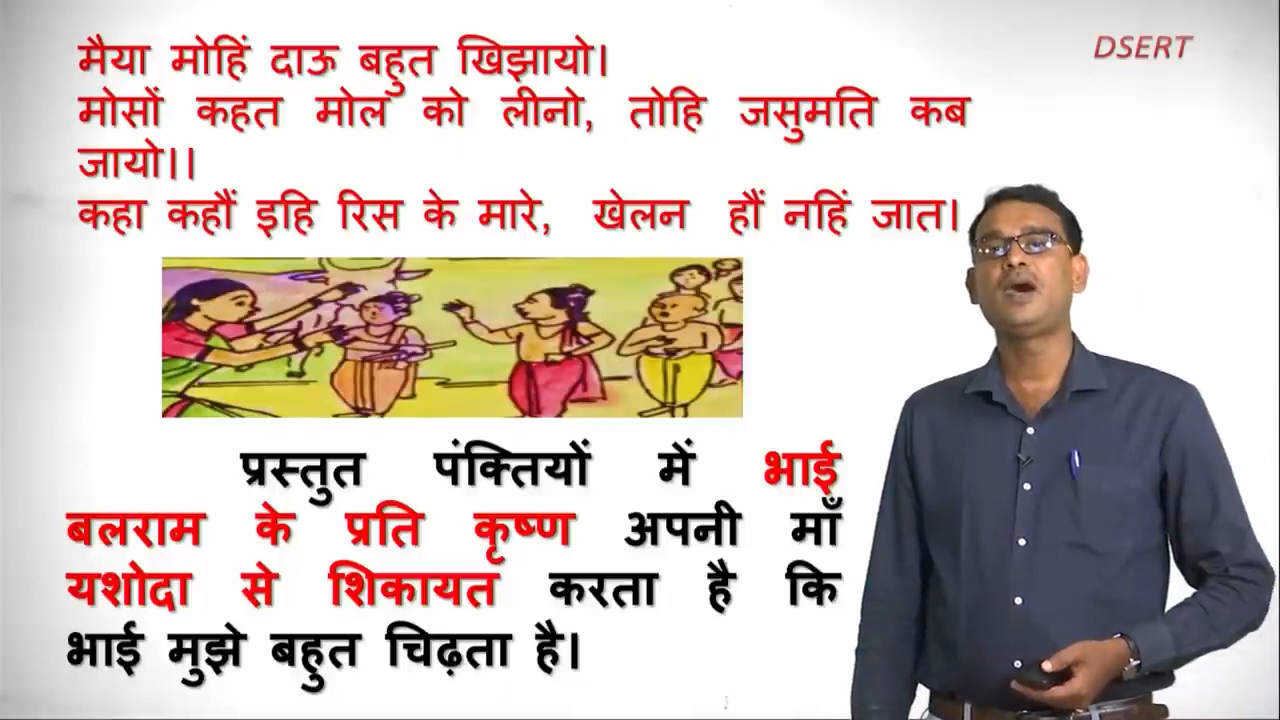 मैया मोहिं दाऊ बहुत खिझायो।
DSERT
मोसों कहत मोल को लीनो, तोहि जसुमति कब
जायो।।
कहा कहौं इहि रिस के मारे, खेलन हौं नहिं जात।
प्रस्तुत पंक्तियों में भाई
बलराम के प्रति कृष्ण अपनी माँ
यशोदा से शिकायत करता है कि
भाई मुझे बहुत चिढ़ता है।